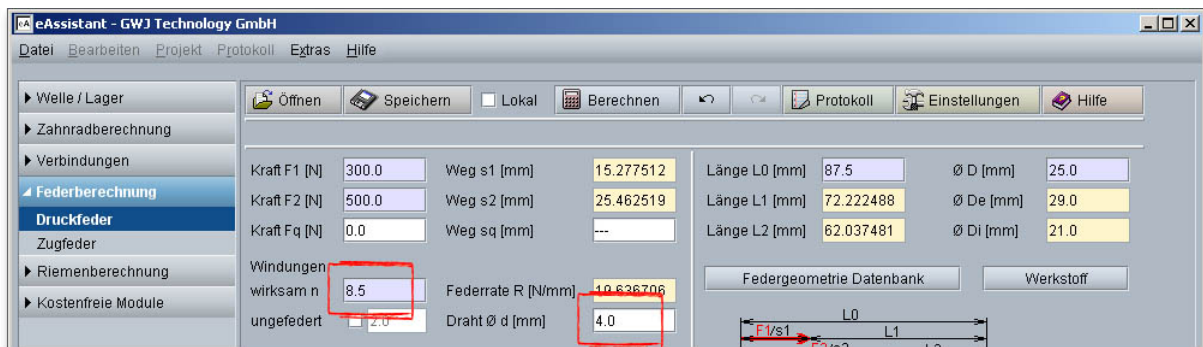 eAssistant - GWJ Technology GmbH
Datei Bearbeiten Projekt Protokoll Extras Hilfe
Welle / Lager
Zahnradberechnung
Verbindungen
Federberechnung
Druckfeder
Zugfeder
Riemenberechnung
Kostenfreie Module
Öffnen Speichern Lokal Berechnen Protokoll Einstellungen Hilfe
Kraft F1 [N] 300.0 Weg s1 [mm] 15.277512 Länge L0 [mm] 87.5 Ø D [mm] 25.0
Kraft F2 [N] 500.0 Weg s2 [mm] 25.462519 Länge L1 [mm] 72.222488 Ø De [mm] 29.0
Kraft Fq [N] 0.0 Weg sq [mm] --- Länge L2 [mm] 62.037481 Ø Di [mm] 21.0
Windungen
wirksam n 8.5 Federrate R [N/mm] 19.636706
ungefedert 2.0 Draht Ø d [mm] 4.0
Federgeometrie Datenbank Werkstoff
L0
F1/s1 L1